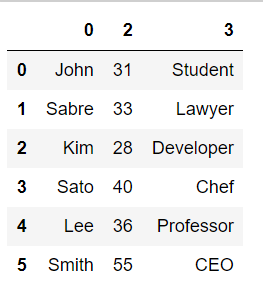 0 2 3
0 John 31 Student
1 Sabre 33 Lawyer
2 Kim 28 Developer
3 Sato 40 Chef
4 Lee 36 Professor
5 Smith 55 CEO